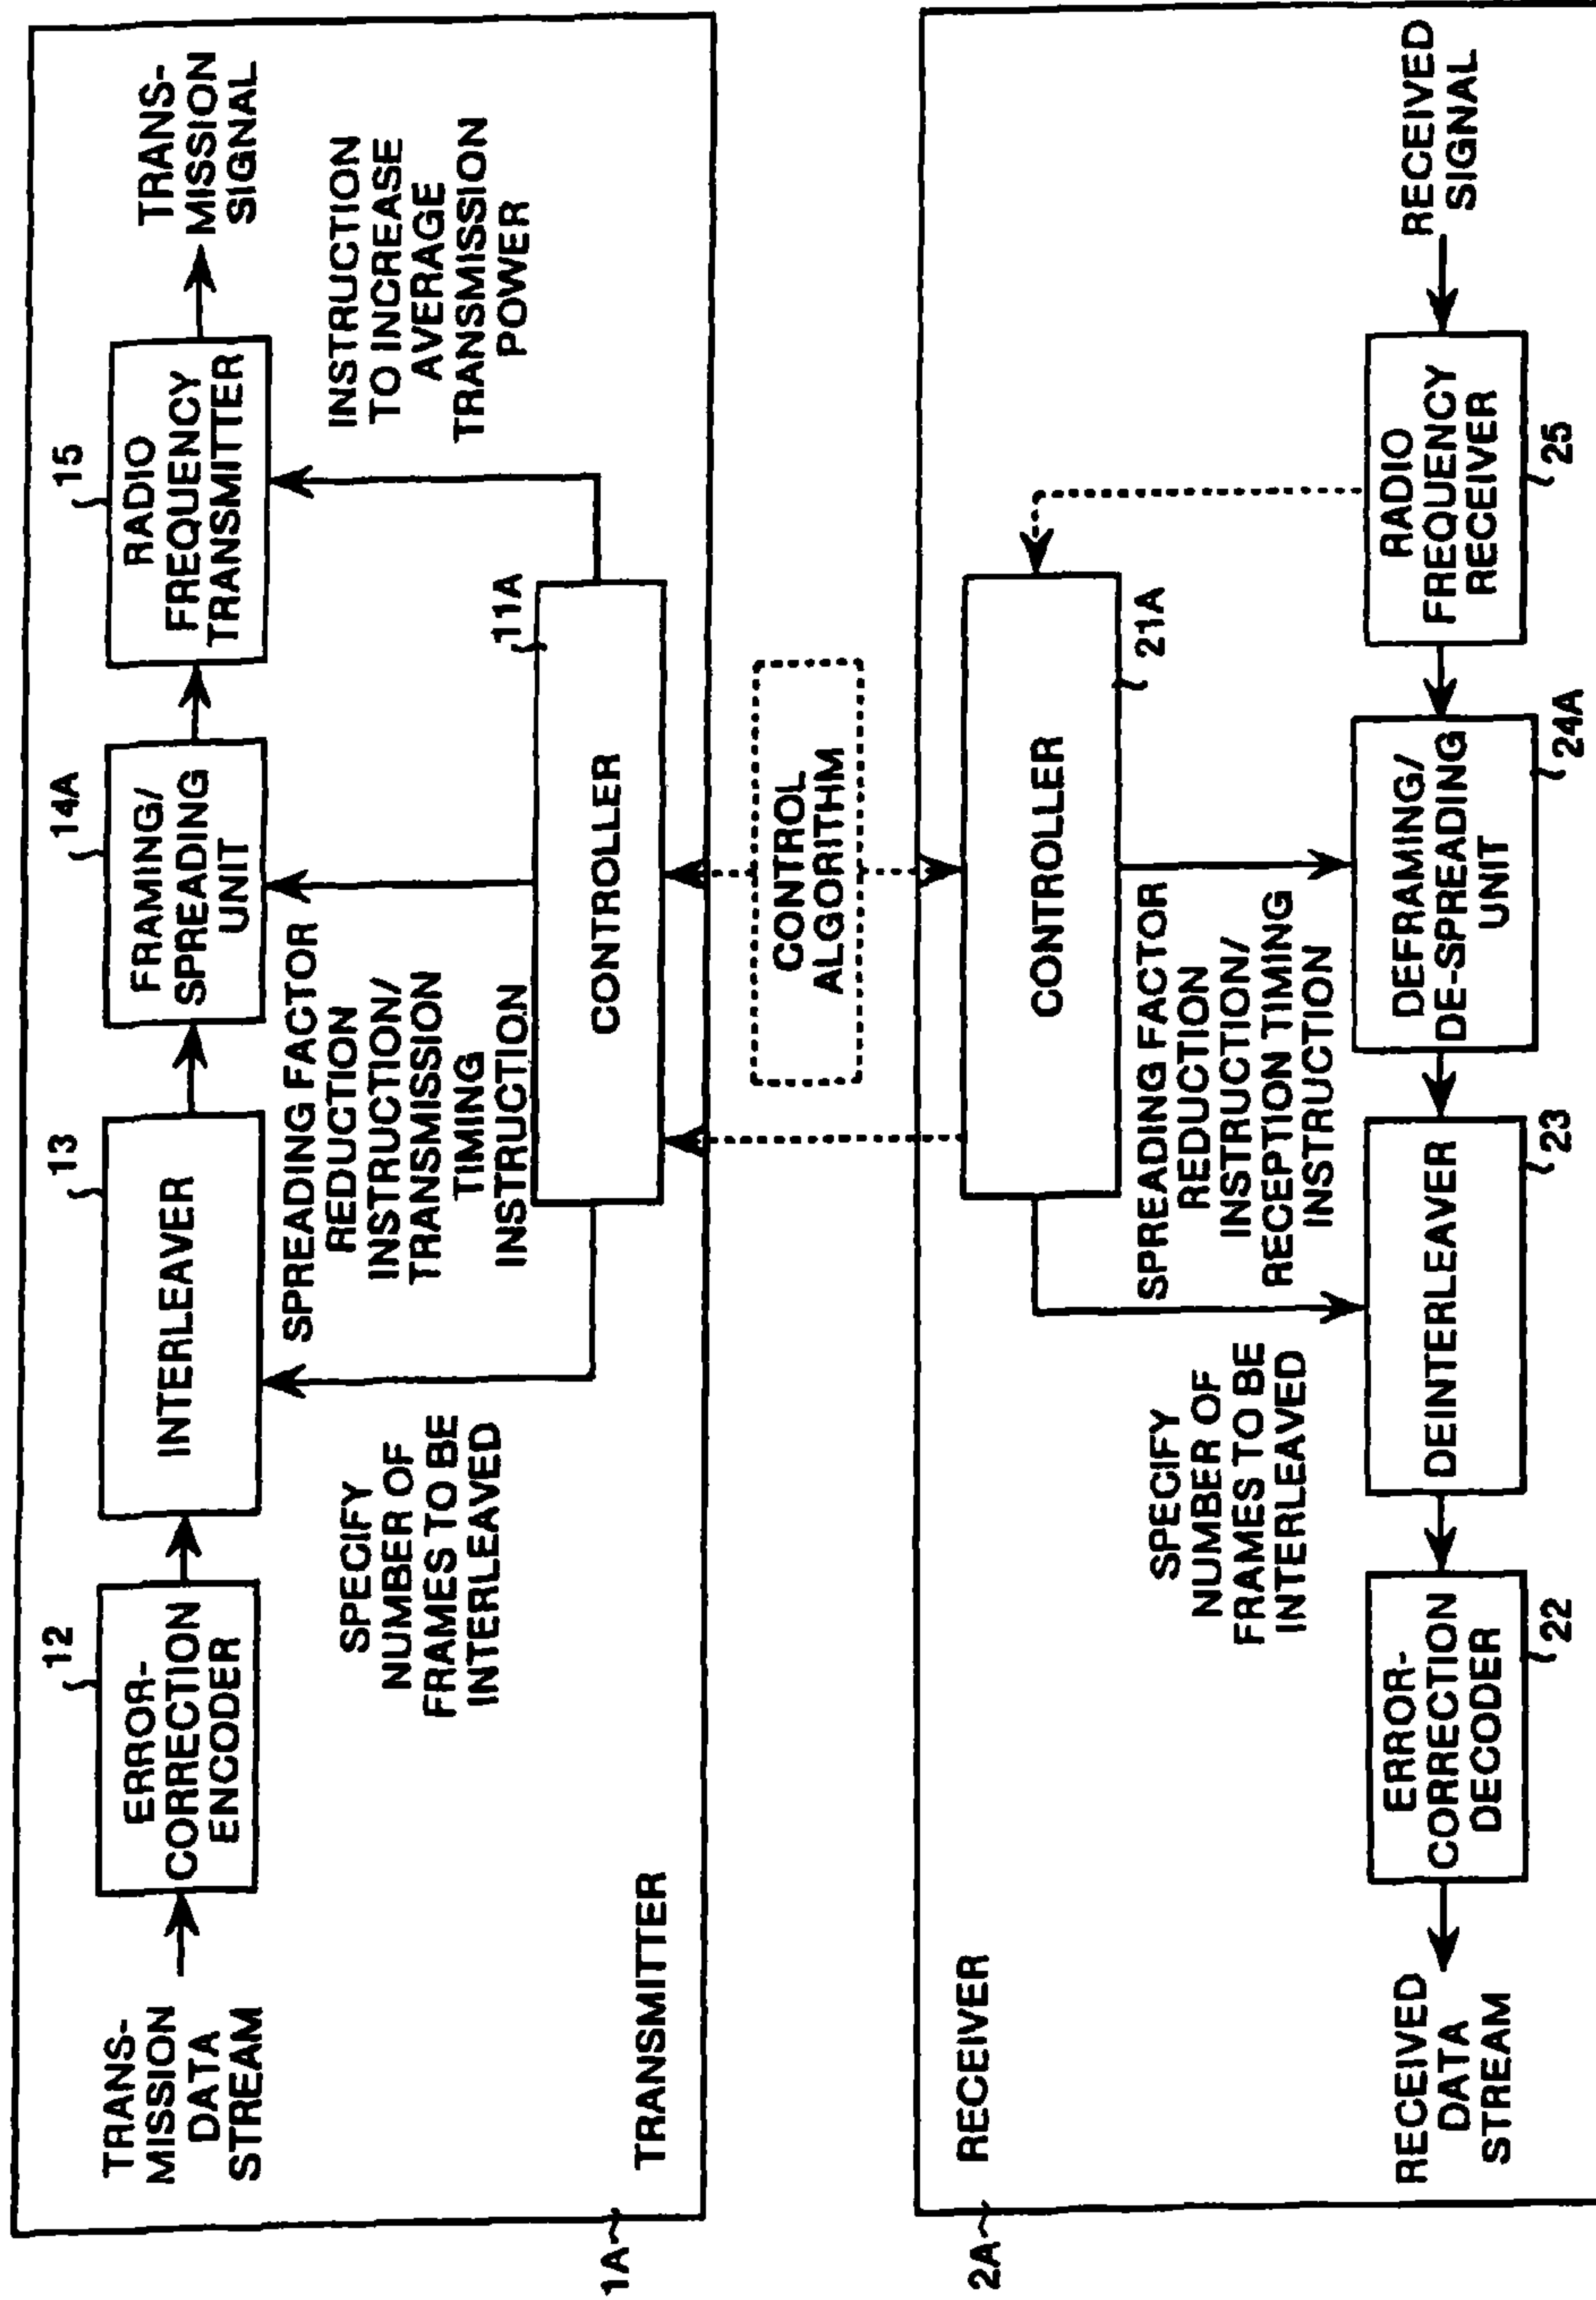 TRANS-
MISSION
DATA
STREAM
12
ERROR-
CORRECTION
ENCODER
13
INTERLEAVER
14A
FRAMING/
SPREADING
UNIT
15
RADIO
FREQUENCY
TRANSMITTER
TRANS-
MISSION
SIGNAL
SPECIFY
NUMBER OF
FRAMES TO BE
INTERLEAVED
SPREADING FACTOR
REDUCTION
INSTRUCTION/
TRANSMISSION
TIMING
INSTRUCTION
INSTRUCTION
TO INCREASE
AVERAGE
TRANSMISSION
POWER
11A
CONTROLLER
1A
TRANSMITTER
CONTROL
ALGORITHM
2A
RECEIVER
CONTROLLER
21A
SPECIFY
NUMBER OF
FRAMES TO BE
INTERLEAVED
SPREADING FACTOR
REDUCTION
INSTRUCTION/
RECEPTION TIMING
INSTRUCTION
RECEIVED
DATA
STREAM
ERROR-
CORRECTION
DECODER
22
DEINTERLEAVER
23
DEFRAMING/
DE-SPREADING
UNIT
24A
RADIO
FREQUENCY
RECEIVER
25
RECEIVED
SIGNAL